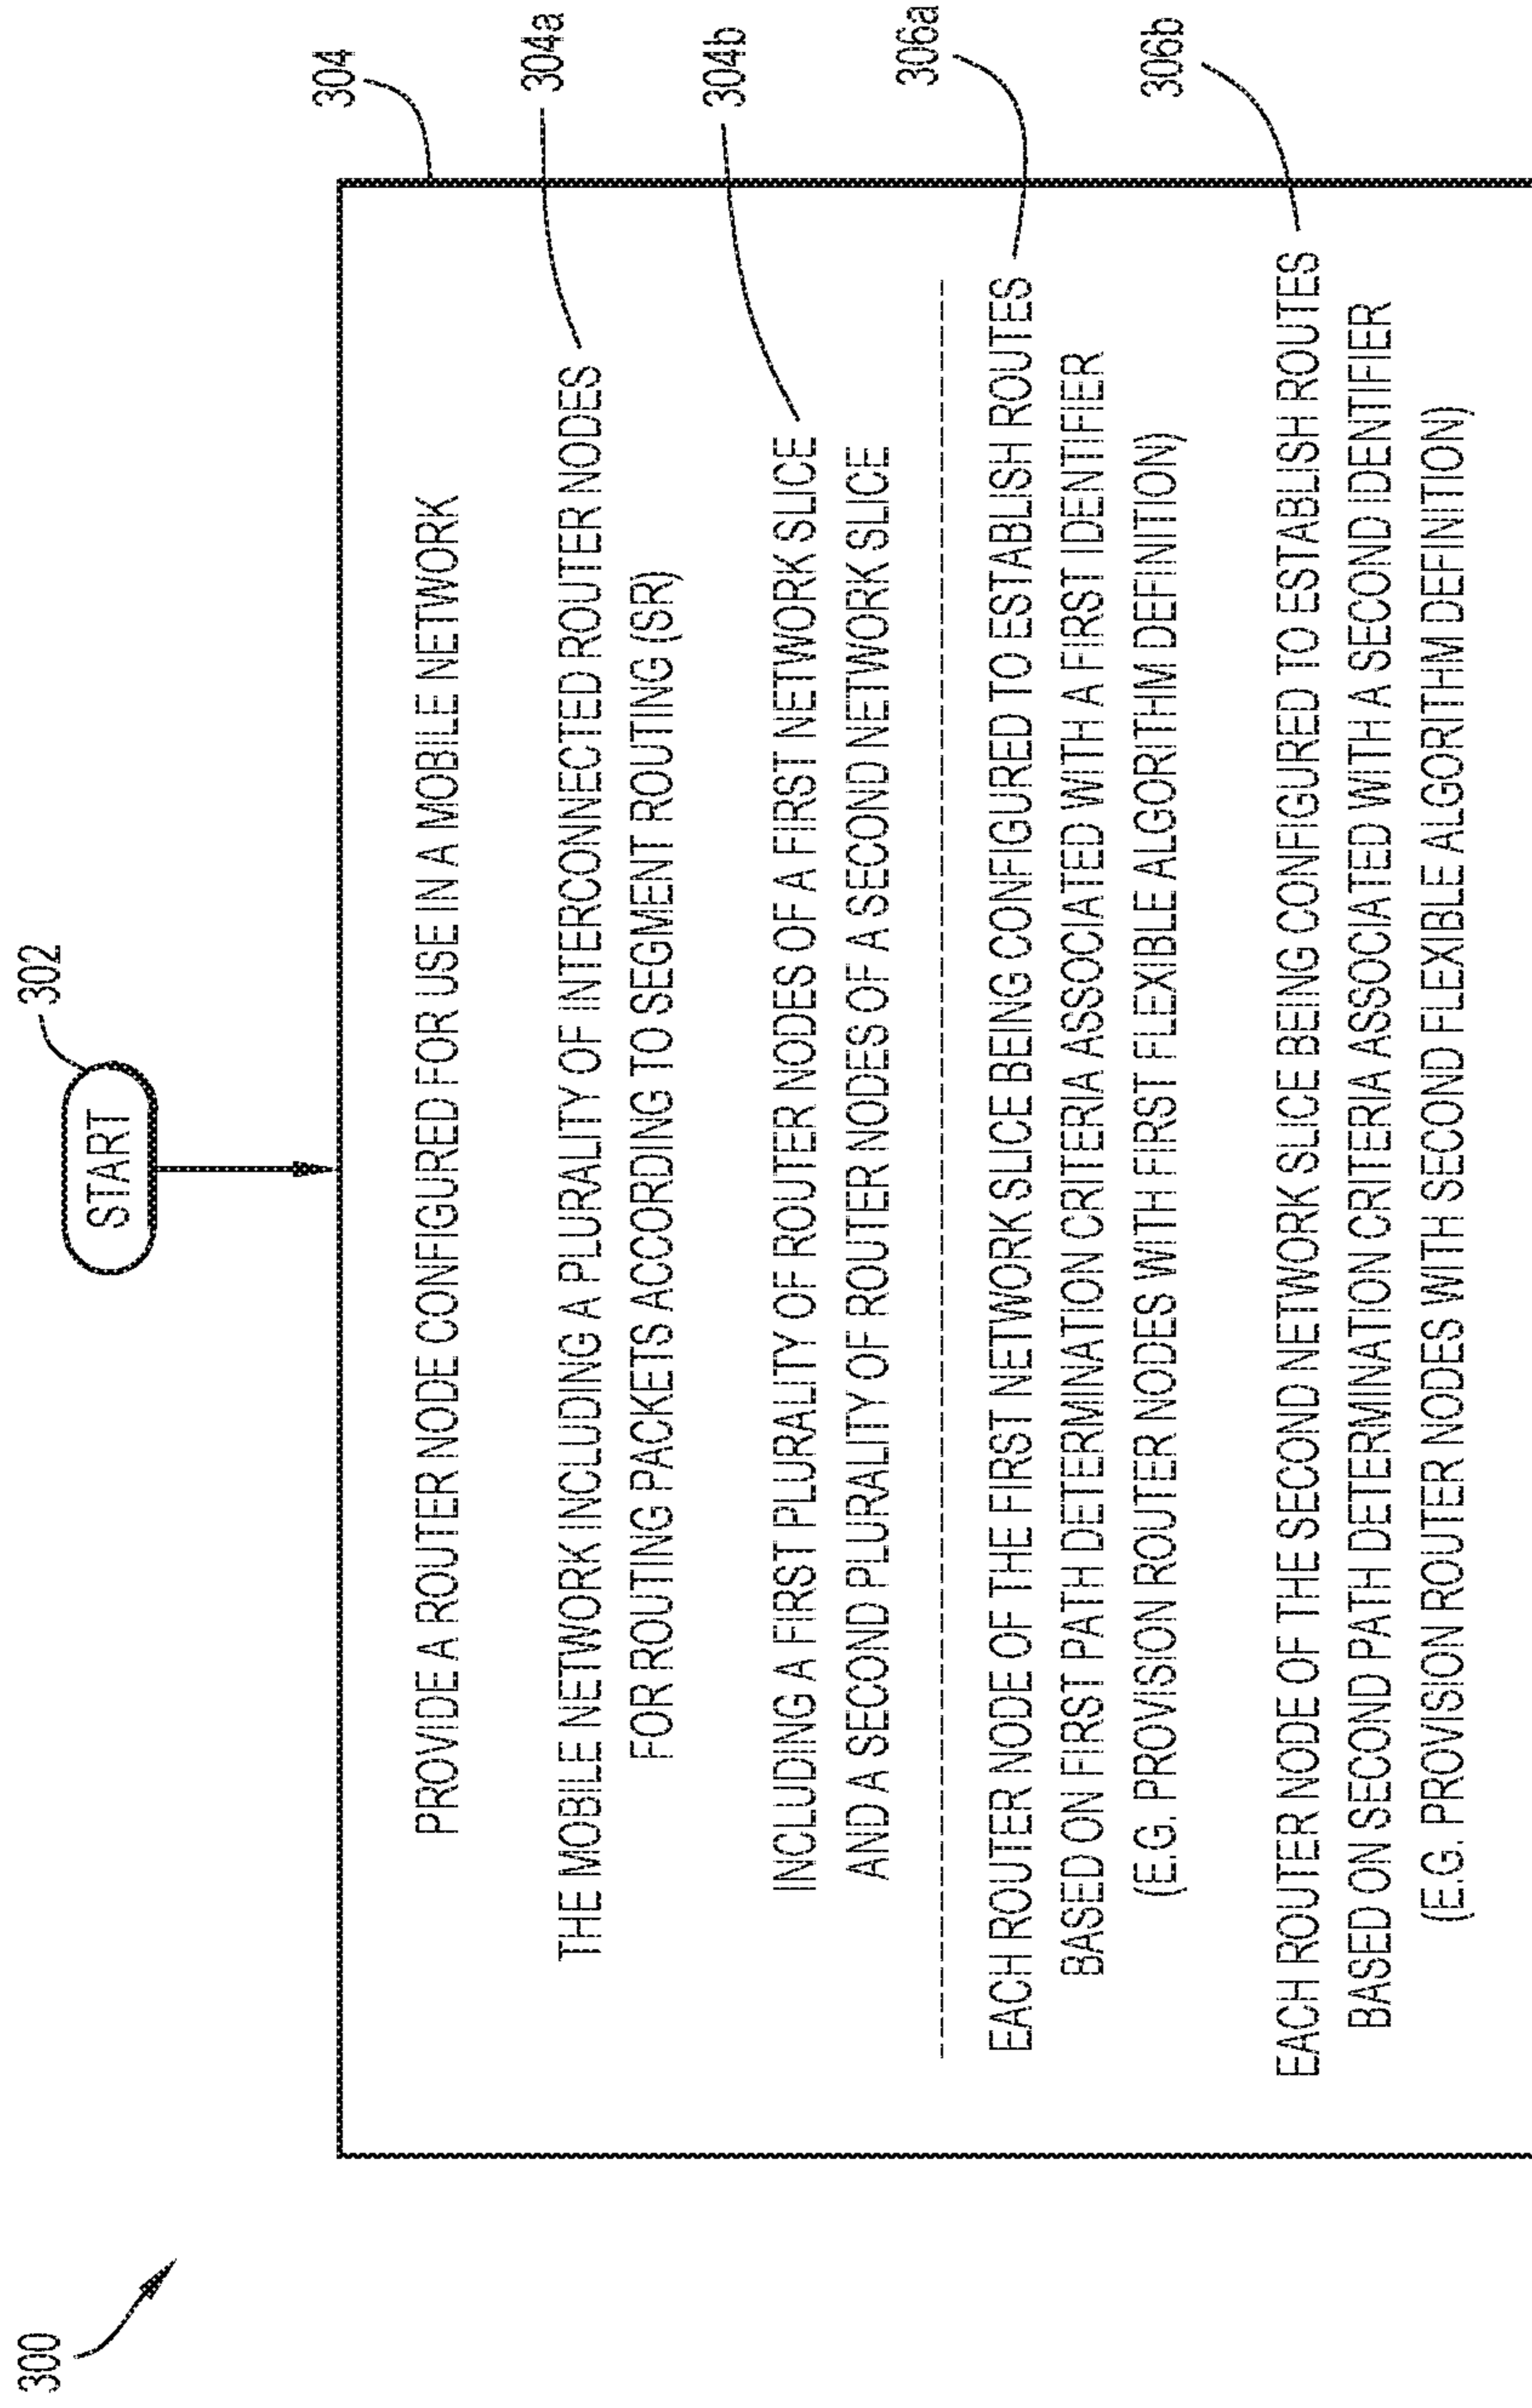 300
302
START
304
PROVIDE A ROUTER NODE CONFIGURED FOR USE IN A MOBILE NETWORK
304a
THE MOBILE NETWORK INCLUDING A PLURALITY OF INTERCONNECTED ROUTER NODES
FOR ROUTING PACKETS ACCORDING TO SEGMENT ROUTING (SR)
304b
INCLUDING A FIRST PLURALITY OF ROUTER NODES OF A FIRST NETWORK SLICE
AND A SECOND PLURALITY OF ROUTER NODES OF A SECOND NETWORK SLICE
306a
EACH ROUTER NODE OF THE FIRST NETWORK SLICE BEING CONFIGURED TO ESTABLISH ROUTES
BASED ON FIRST PATH DETERMINATION CRITERIA ASSOCIATED WITH A FIRST IDENTIFIER
(E.G. PROVISION ROUTER NODES WITH FIRST FLEXIBLE ALGORITHM DEFINITION)
306b
EACH ROUTER NODE OF THE SECOND NETWORK SLICE BEING CONFIGURED TO ESTABLISH ROUTES
BASED ON SECOND PATH DETERMINATION CRITERIA ASSOCIATED WITH A SECOND IDENTIFIER
(E.G. PROVISION ROUTER NODES WITH SECOND FLEXIBLE ALGORITHM DEFINITION)